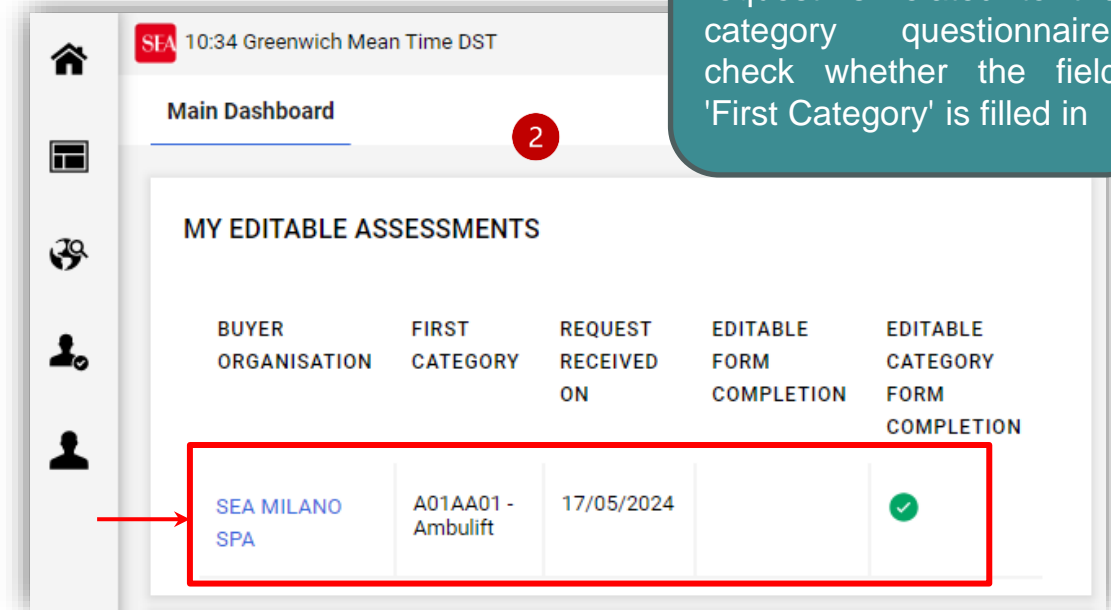 SEA 10:34 Greenwich Mean Time DST
category questionnaire
check whether the field
'First Category' is filled in
Main Dashboard
2
MY EDITABLE ASSESSMENTS
BUYER ORGANISATION
FIRST CATEGORY
REQUEST RECEIVED ON
EDITABLE FORM COMPLETION
EDITABLE CATEGORY FORM COMPLETION
SEA MILANO SPA
A01AA01 - Ambulift
17/05/2024